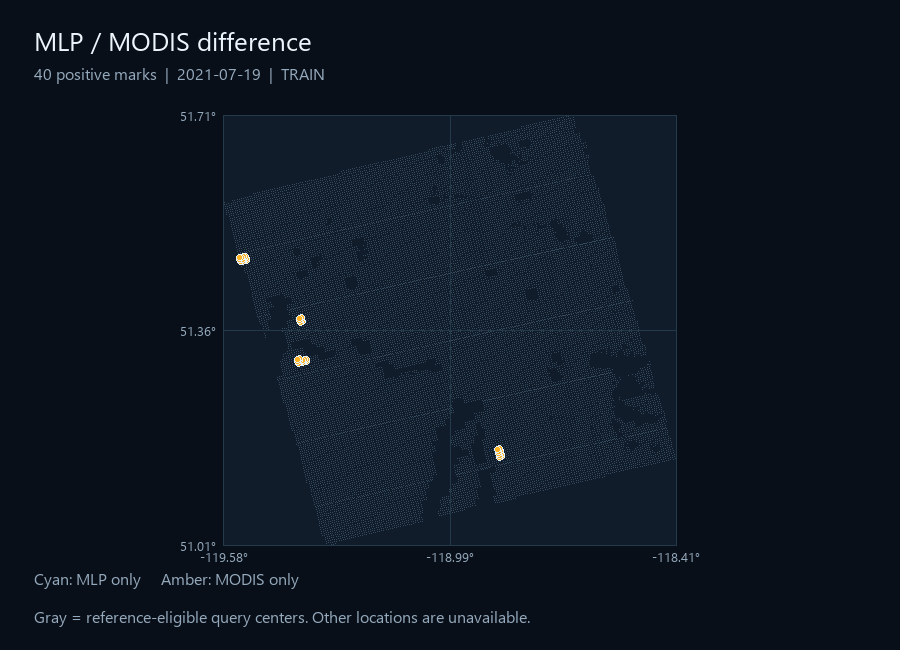 MLP / MODIS difference
40 positive marks | 2021-07-19 | TRAIN
51.71°
51.36°
51.01°
-119.58° -118.99° -118.41°
Cyan: MLP only Amber: MODIS only
Gray = reference-eligible query centers. Other locations are unavailable.